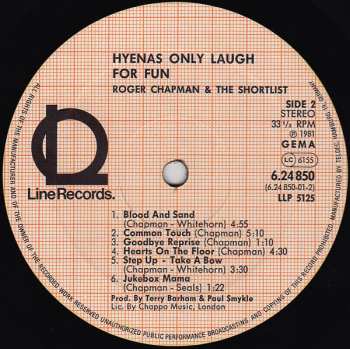 HYENAS ONLY LAUGH
FOR FUN
ROGER CHAPMAN & THE SHORTLIST
SIDE 2
STEREO
33 1/3 RPM
℗ 1981
GEMA
LC 6155
6.24 850
(6.24 850-01-2)
LLP 5125
Line Records.
1. Blood And Sand
(Chapman - Whitehorn) 4:55
2. Common Touch (Chapman) 5:10
3. Goodbye Reprise (Chapman) 1:10
4. Hearts On The Floor (Chapman) 4:30
5. Step Up - Take A Bow
(Chapman - Whitehorn) 3:30
6. Jukebox Mama
(Chapman - Seals) 1:22
Prod. By Terry Barham & Paul Smykle
Lic. By Chappo Music, London
ALL RIGHTS OF THE MANUFACTURER AND OF THE OWNER OF THE RECORDED WORK RESERVED UNAUTHORIZED PUBLIC PERFORMANCE BROADCASTING AND COPYING OF THIS RECORD PROHIBITED
MADE IN GERMANY